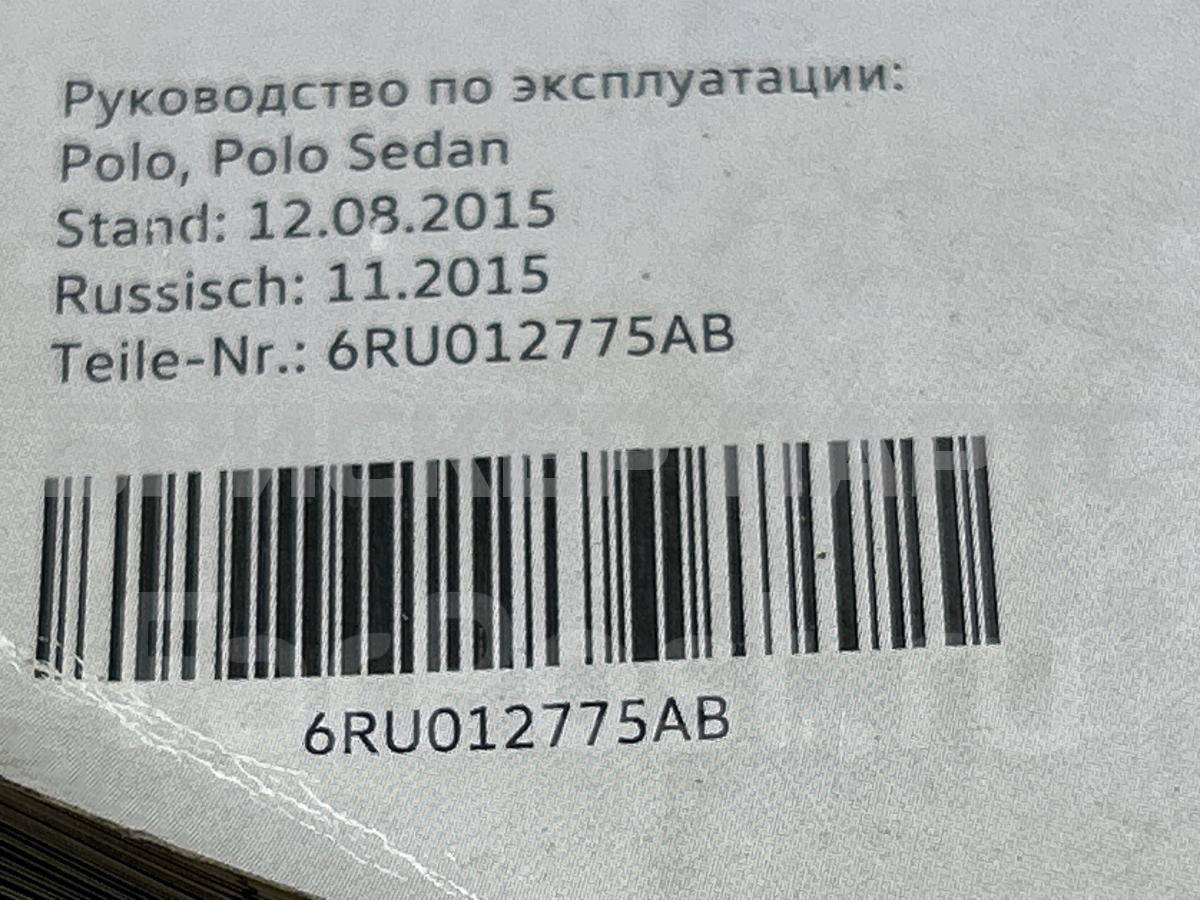 Руководство по эксплуатации:
Polo, Polo Sedan
Stand: 12.08.2015
Russisch: 11.2015
Teile-Nr.: 6RU012775AB
6RU012775AB